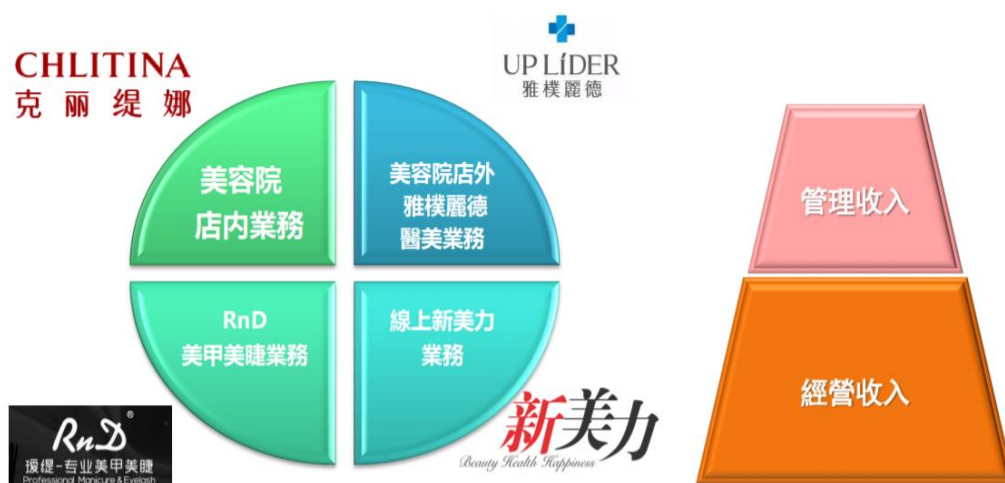 CHLITINA
克丽缇娜
UP LíDER
雅樸麗德
美容院
店内業務
美容院店外
雅樸麗德
醫美業務
RnD
美甲美睫業務
線上新美力
業務
RnD®
瑷缇-专业美甲美睫
Professional Manicure & Eyelash
新美力
Beauty Health Happiness
管理收入
經營收入